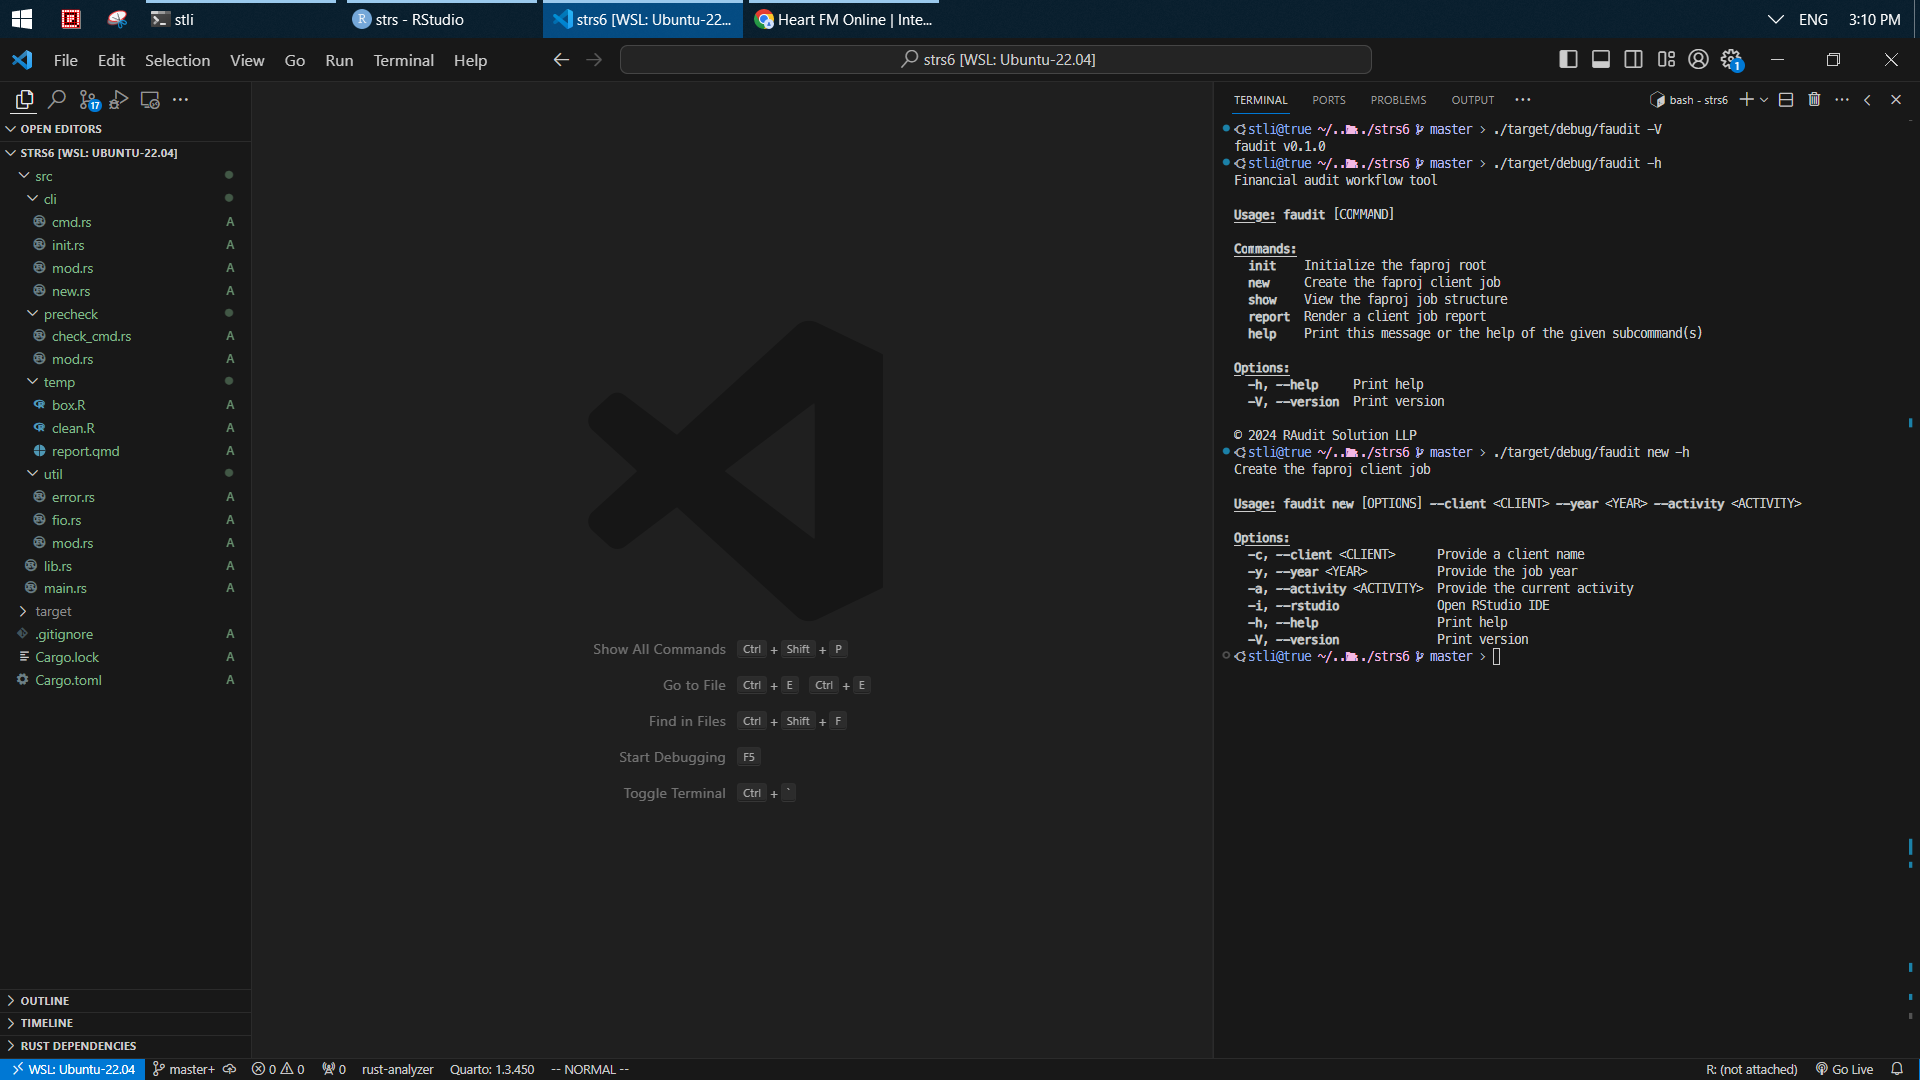 stli
strs - RStudio
strs6 [WSL: Ubuntu-22...
Heart FM Online | Inte...
ENG
3:10 PM
File Edit Selection View Go Run Terminal Help
strs6 [WSL: Ubuntu-22.04]
1
17
OPEN EDITORS
STRS6 [WSL: UBUNTU-22.04]
src
cli
cmd.rs A
init.rs A
mod.rs A
new.rs A
precheck
check_cmd.rs A
mod.rs A
temp
box.R A
clean.R A
report.qmd A
util
error.rs A
fio.rs A
mod.rs A
lib.rs A
main.rs A
target
.gitignore A
Cargo.lock A
Cargo.toml A
OUTLINE
TIMELINE
RUST DEPENDENCIES
Show All Commands Ctrl + Shift + P
Go to File Ctrl + E Ctrl + E
Find in Files Ctrl + Shift + F
Start Debugging F5
Toggle Terminal Ctrl + `
TERMINAL PORTS PROBLEMS OUTPUT ··· bash - strs6
stli@true ~/.../strs6 master > ./target/debug/faudit -V
faudit v0.1.0
stli@true ~/.../strs6 master > ./target/debug/faudit -h
Financial audit workflow tool
Usage: faudit [COMMAND]
Commands:
init Initialize the faproj root
new Create the faproj client job
show View the faproj job structure
report Render a client job report
help Print this message or the help of the given subcommand(s)
Options:
-h, --help Print help
-V, --version Print version
© 2024 RAudit Solution LLP
stli@true ~/.../strs6 master > ./target/debug/faudit new -h
Create the faproj client job
Usage: faudit new [OPTIONS] --client <CLIENT> --year <YEAR> --activity <ACTIVITY>
Options:
-c, --client <CLIENT> Provide a client name
-y, --year <YEAR> Provide the job year
-a, --activity <ACTIVITY> Provide the current activity
-i, --rstudio Open RStudio IDE
-h, --help Print help
-V, --version Print version
stli@true ~/.../strs6 master >
WSL: Ubuntu-22.04 master+ 0 0 0 rust-analyzer Quarto: 1.3.450 -- NORMAL -- R: (not attached) Go Live